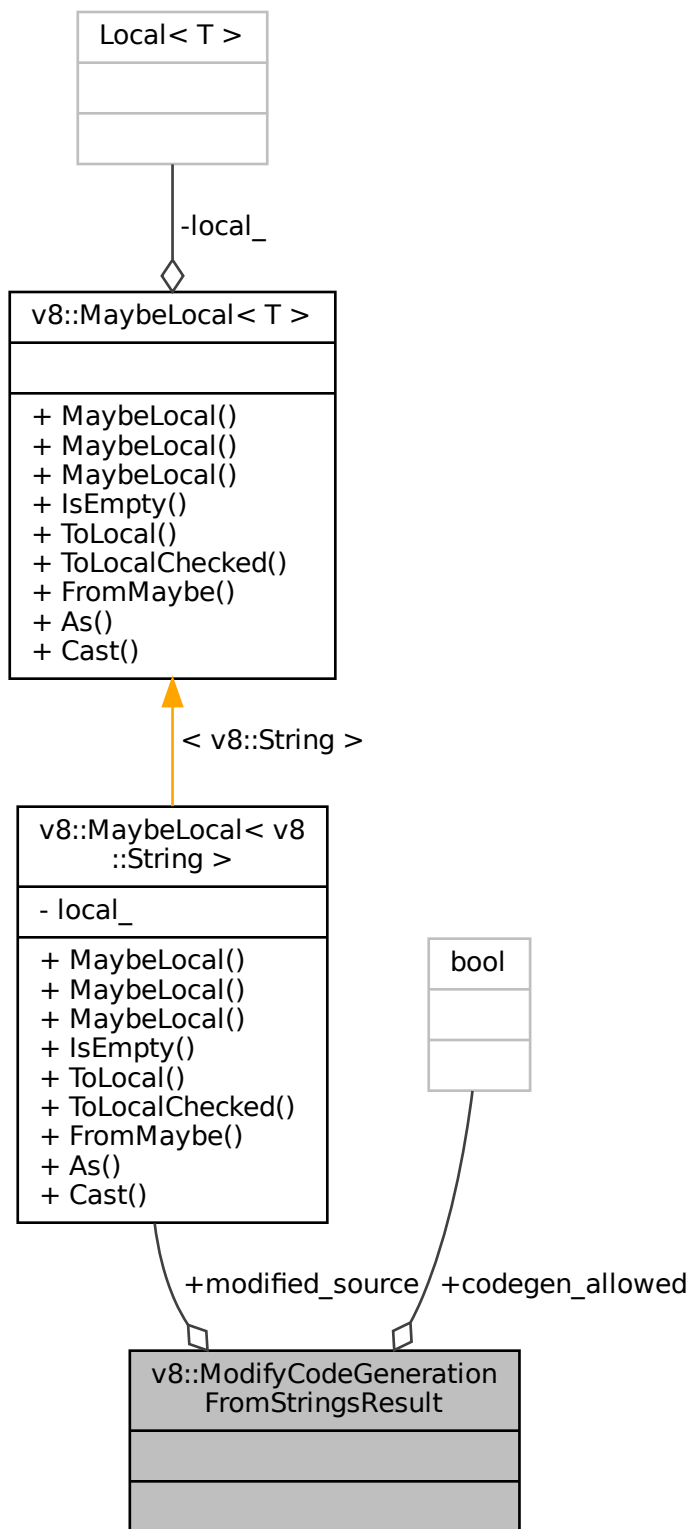 Local< T >
-local_
v8::MaybeLocal< T >
+ MaybeLocal()
+ MaybeLocal()
+ MaybeLocal()
+ IsEmpty()
+ ToLocal()
+ ToLocalChecked()
+ FromMaybe()
+ As()
+ Cast()
< v8::String >
v8::MaybeLocal< v8
::String >
- local_
+ MaybeLocal()
+ MaybeLocal()
+ MaybeLocal()
+ IsEmpty()
+ ToLocal()
+ ToLocalChecked()
+ FromMaybe()
+ As()
+ Cast()
bool
+modified_source
+codegen_allowed
v8::ModifyCodeGeneration
FromStringsResult